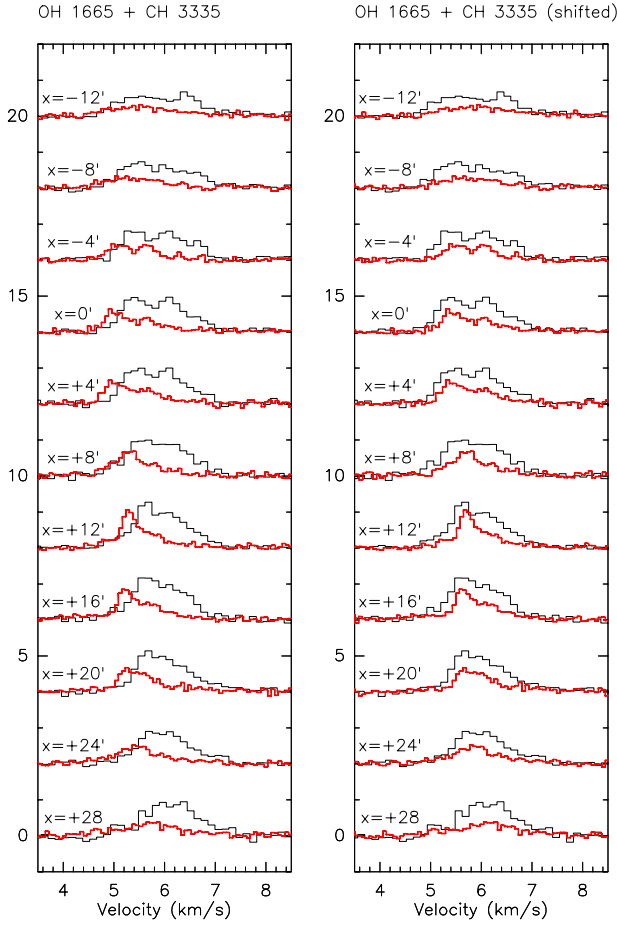 OH 1665 + CH 3335
OH 1665 + CH 3335 (shifted)
x=−12'
20
x=−8'
x=−4'
15
x=0'
x=+4'
x=+8'
10
x=+12'
x=+16'
5
x=+20'
x=+24'
x=+28
0
4 5 6 7 8
Velocity (km/s)
x=−12'
20
x=−8'
x=−4'
15
x=0'
x=+4'
x=+8'
10
x=+12'
x=+16'
5
x=+20'
x=+24'
x=+28
0
4 5 6 7 8
Velocity (km/s)